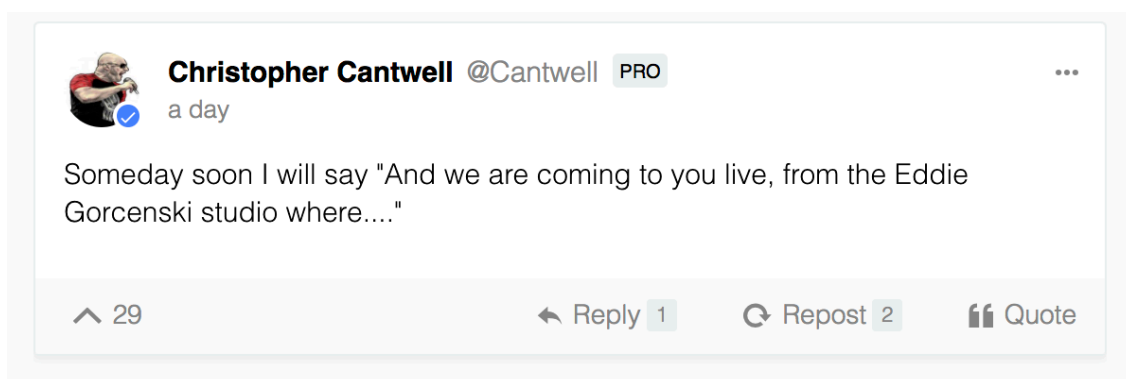 Christopher Cantwell @Cantwell PRO
a day
Someday soon I will say "And we are coming to you live, from the Eddie
Gorcenski studio where...."
29 Reply 1 Repost 2 Quote